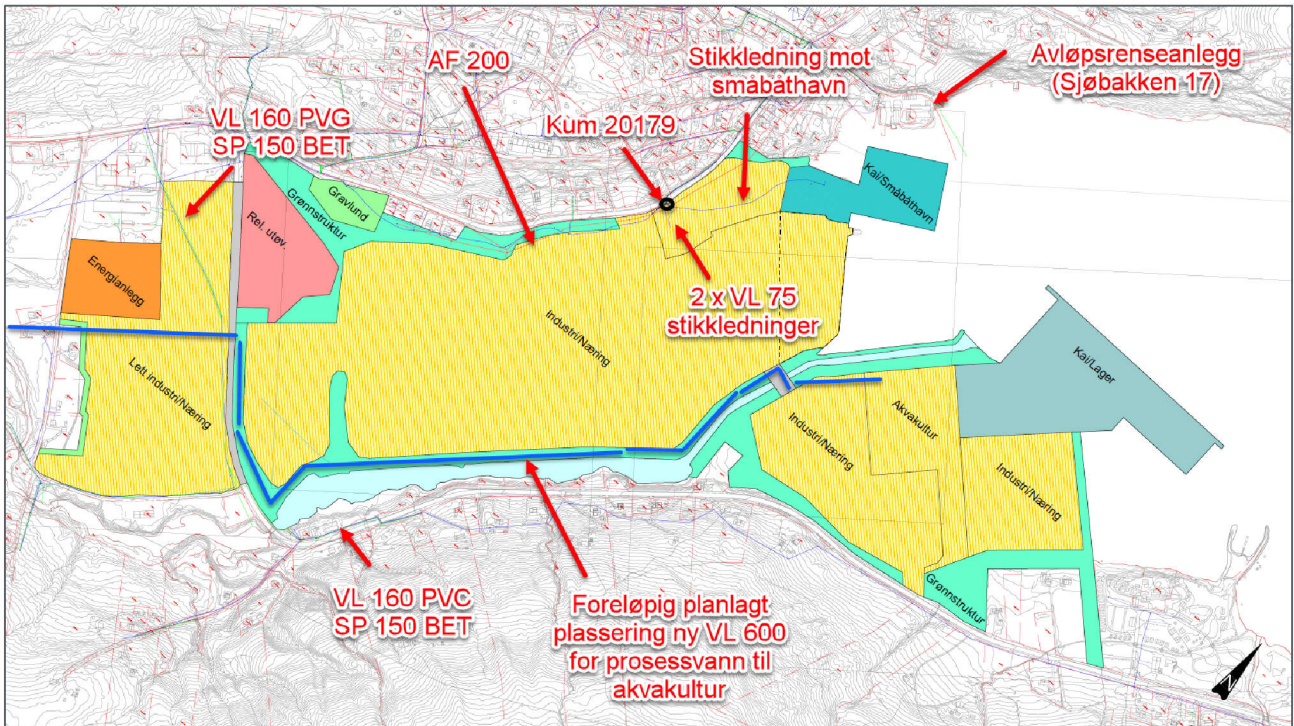 AF 200
Stikkledning mot
småbåthavn
Avløpsrenseanlegg
(Sjøbakken 17)
VL 160 PVG
SP 150 BET
Kum 20179
Kai/Småbåthavn
Gravlund
Grønnstruktur
Rel. utøv.
Energianlegg
2 x VL 75
stikkledninger
Industri/Næring
Kai/Lager
Lett industri/Næring
Akvakultur
Industri/Næring
Industri/Næring
Grønnstruktur
VL 160 PVC
SP 150 BET
Foreløpig planlagt
plassering ny VL 600
for prosessvann til
akvakultur
N